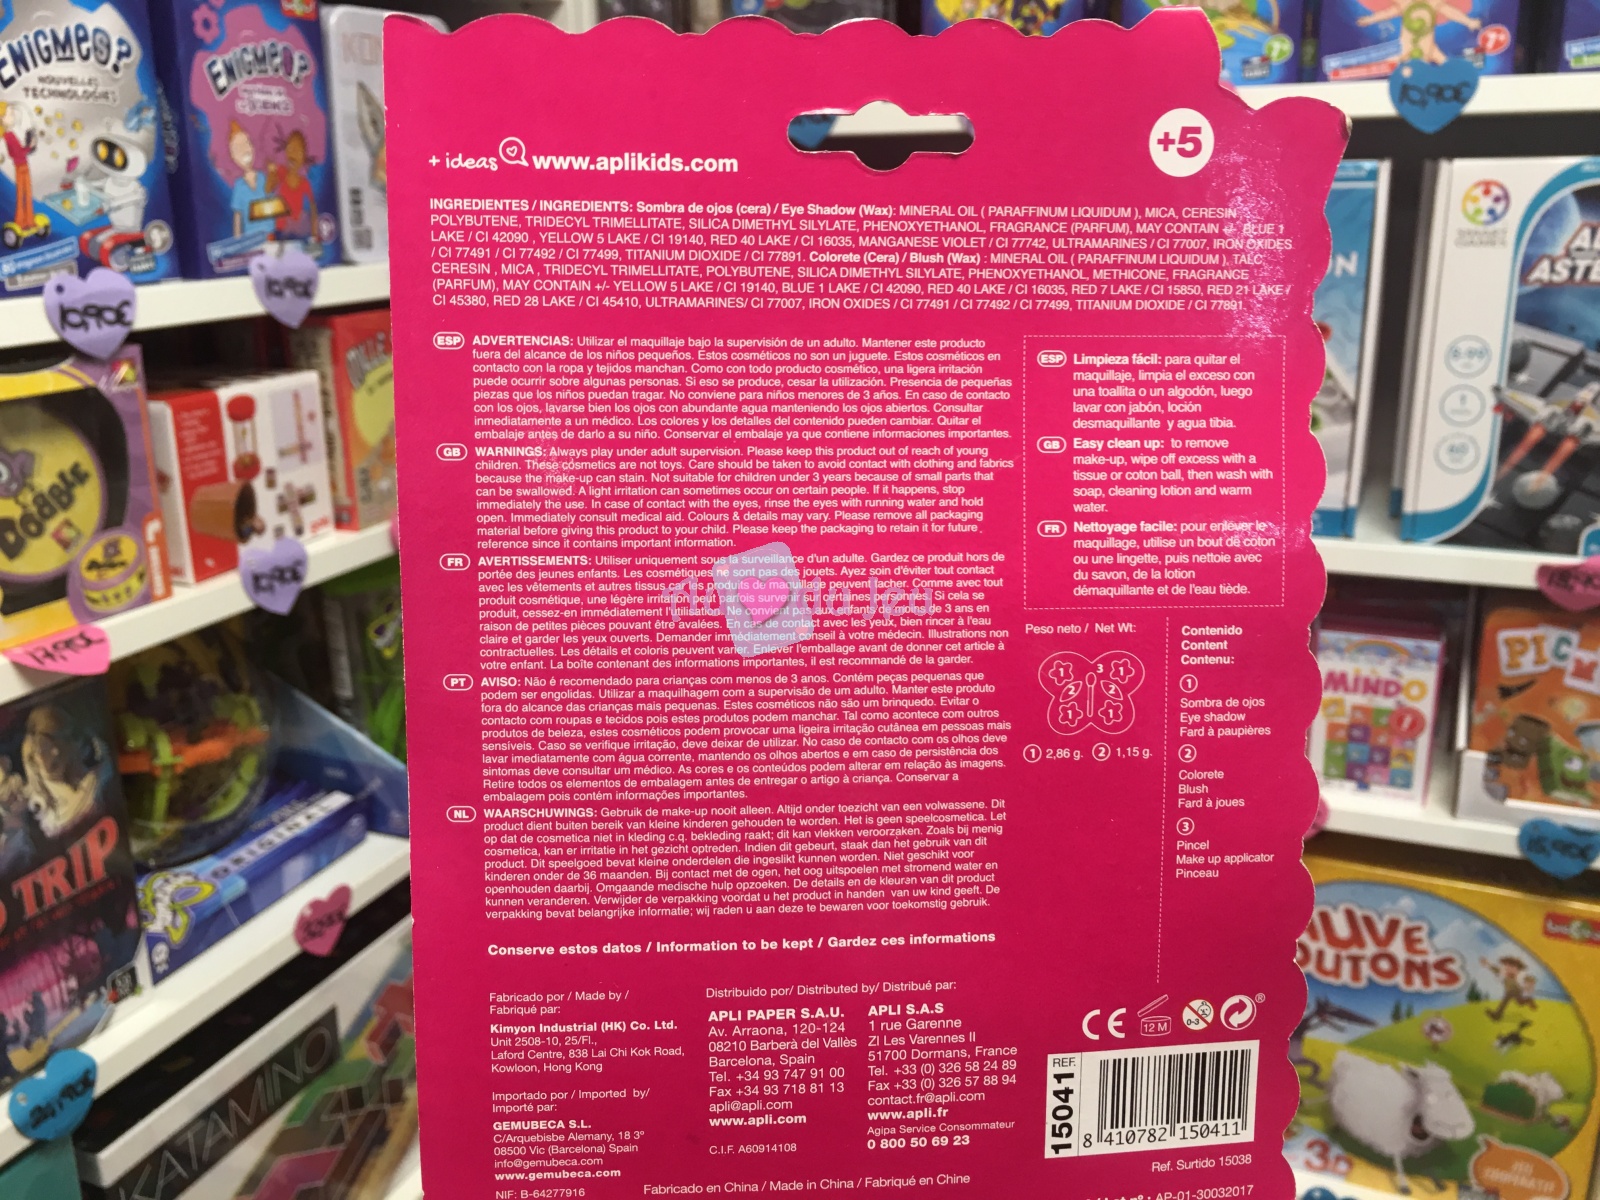 + ideas www.aplikids.com
+5
INGREDIENTES / INGREDIENTS: Sombra de ojos (cera) / Eye Shadow (Wax): MINERAL OIL ( PARAFFINUM LIQUIDUM ), MICA, CERESIN
POLYBUTENE, TRIDECYL TRIMELLITATE, SILICA DIMETHYL SILYLATE, PHENOXYETHANOL, FRAGRANCE (PARFUM), MAY CONTAIN +/- BLUE 1
LAKE / CI 42090 , YELLOW 5 LAKE / CI 19140, RED 40 LAKE / CI 16035, MANGANESE VIOLET / CI 77742, ULTRAMARINES / CI 77007, IRON OXIDES
/ CI 77491 / CI 77492 / CI 77499, TITANIUM DIOXIDE / CI 77891. Colorete (Cera) / Blush (Wax) : MINERAL OIL ( PARAFFINUM LIQUIDUM ), TALC,
CERESIN , MICA , TRIDECYL TRIMELLITATE, POLYBUTENE, SILICA DIMETHYL SILYLATE, PHENOXYETHANOL, METHICONE, FRAGRANCE
(PARFUM), MAY CONTAIN +/- YELLOW 5 LAKE / CI 19140, BLUE 1 LAKE / CI 42090, RED 40 LAKE / CI 16035, RED 7 LAKE / CI 15850, RED 21 LAKE /
CI 45380, RED 28 LAKE / CI 45410, ULTRAMARINES/ CI 77007, IRON OXIDES / CI 77491 / CI 77492 / CI 77499, TITANIUM DIOXIDE / CI 77891.
ESP ADVERTENCIAS: Utilizar el maquillaje bajo la supervisión de un adulto. Mantener este producto
fuera del alcance de los niños pequeños. Estos cosméticos no son un juguete. Estos cosméticos en
contacto con la ropa y tejidos manchan. Como con todo producto cosmético, una ligera irritación
puede ocurrir sobre algunas personas. Si eso se produce, cesar la utilización. Presencia de pequeñas
piezas que los niños puedan tragar. No conviene para niños menores de 3 años. En caso de contacto
con los ojos, lavarse bien los ojos con abundante agua manteniendo los ojos abiertos. Consultar
inmediatamente a un médico. Los colores y los detalles del contenido pueden cambiar. Quitar el
embalaje antes de darlo a su niño. Conservar el embalaje ya que contiene informaciones importantes.
GB WARNINGS: Always play under adult supervision. Please keep this product out of reach of young
children. These cosmetics are not toys. Care should be taken to avoid contact with clothing and fabrics
because the make-up can stain. Not suitable for children under 3 years because of small parts that
can be swallowed. A light irritation can sometimes occur on certain people. If it happens, stop
immediately the use. In case of contact with the eyes, rinse the eyes with running water and hold
open. Immediately consult medical aid. Colours & details may vary. Please remove all packaging
material before giving this product to your child. Please keep the packaging to retain it for future
reference since it contains important information.
FR AVERTISSEMENTS: Utiliser uniquement sous la surveillance d'un adulte. Gardez ce produit hors de
portée des jeunes enfants. Les cosmétiques ne sont pas des jouets. Ayez soin d'éviter tout contact
avec les vêtements et autres tissus car les produits de maquillage peuvent tacher. Comme avec tout
produit cosmétique, une légère irritation peut parfois survenir sur certaines personnes. Si cela se
produit, cessez-en immédiatement l'utilisation. Ne convient pas aux enfants de moins de 3 ans en
raison de petites pièces pouvant être avalées. En cas de contact avec les yeux, bien rincer à l'eau
claire et garder les yeux ouverts. Demander immédiatement conseil à votre médecin. Illustrations non
contractuelles. Les détails et coloris peuvent varier. Enlever l'emballage avant de donner cet article à
votre enfant. La boîte contenant des informations importantes, il est recommandé de la garder.
PT AVISO: Não é recomendado para crianças com menos de 3 anos. Contém peças pequenas que
podem ser engolidas. Utilizar a maquilhagem com a supervisão de um adulto. Manter este produto
fora do alcance das crianças mais pequenas. Estes cosméticos não são um brinquedo. Evitar o
contacto com roupas e tecidos pois estes produtos podem manchar. Tal como acontece com outros
produtos de beleza, estes cosméticos podem provocar uma ligeira irritação cutânea em pessoas mais
sensíveis. Caso se verifique irritação, deve deixar de utilizar. No caso de contacto com os olhos deve
lavar imediatamente com água corrente, mantendo os olhos abertos e em caso de persistência dos
sintomas deve consultar um médico. As cores e os conteúdos podem alterar em relação às imagens.
Retire todos os elementos de embalagem antes de entregar o artigo à criança. Conservar a
embalagem pois contém informações importantes.
NL WAARSCHUWINGS: Gebruik de make-up nooit alleen. Altijd onder toezicht van een volwassene. Dit
product dient buiten bereik van kleine kinderen gehouden te worden. Het is geen speelcosmetica. Let
op dat de cosmetica niet in kleding c.q. bekleding raakt; dit kan vlekken veroorzaken. Zoals bij menig
cosmetica, kan er irritatie in het gezicht optreden. Indien dit gebeurt, staak dan het gebruik van dit
product. Dit speelgoed bevat kleine onderdelen die ingeslikt kunnen worden. Niet geschikt voor
kinderen onder de 36 maanden. Bij contact met de ogen, het oog uitspoelen met stromend water en
openhouden daarbij. Omgaande medische hulp opzoeken. De details en de kleuran van dit product
kunnen veranderen. Verwijder de verpakking voordat u het product in handen van uw kind geeft. De
verpakking bevat belangrijke informatie; wij raden u aan deze te bewaren voor toekomstig gebruik.
ESP Limpieza fácil: para quitar el
maquillaje, limpia el exceso con
una toallita o un algodón, luego
lavar con jabón, loción
desmaquillante y agua tibia.
GB Easy clean up: to remove
make-up, wipe off excess with a
tissue or cotton ball, then wash with
soap, cleaning lotion and warm
water.
FR Nettoyage facile: pour enlever le
maquillage, utilise un bout de coton
ou une lingette, puis nettoie avec
du savon, de la lotion
démaquillante et de l'eau tiède.
Peso neto / Net Wt:
1 3 1
2 2
1 1
1 2,86 g. 2 1,15 g.
Contenido
Content
Contenu:
1
Sombra de ojos
Eye shadow
Fard à paupières
2
Colorete
Blush
Fard à joues
3
Pincel
Make up applicator
Pinceau
Conserve estos datos / Information to be kept / Gardez ces informations
Fabricado por / Made by /
Fabriqué par:
Kimyon Industrial (HK) Co. Ltd.
Unit 2508-10, 25/Fl.,
Laford Centre, 838 Lai Chi Kok Road,
Kowloon, Hong Kong
Importado por / Imported by/
Importé par:
GEMUBECA S.L.
C/Arquebisbe Alemany, 18 3º
08500 Vic (Barcelona) Spain
info@gemubeca.com
www.gemubeca.com
NIF: B-64277916
Distribuido por/ Distributed by/ Distribué par:
APLI PAPER S.A.U.
Av. Arraona, 120-124
08210 Barberà del Vallès
Barcelona, Spain
Tel. +34 93 747 91 00
Fax +34 93 718 81 13
apli@apli.com
www.apli.com
C.I.F. A60914108
APLI S.A.S
1 rue Garenne
ZI Les Varennes II
51700 Dormans, France
Tel. +33 (0) 326 58 24 89
Fax +33 (0) 326 57 88 94
contact.fr@apli.com
www.apli.fr
Agipa Service Consommateur
0 800 50 69 23
Fabricado en China / Made in China / Fabriqué en Chine
CE 12 M 0-3
REF. 15041
8 410782 150411
Ref. Surtido 15038
AP-01-30032017
ENIGMES?
NOUVELLES
TECHNOLOGIES
ENIGMES?
10,90€
10,90€
DOBBLE
10,90€
17,90€
TRIP
KATAMINO
10,90€
ASTE
MINDO
PIC
OUTONS
3D